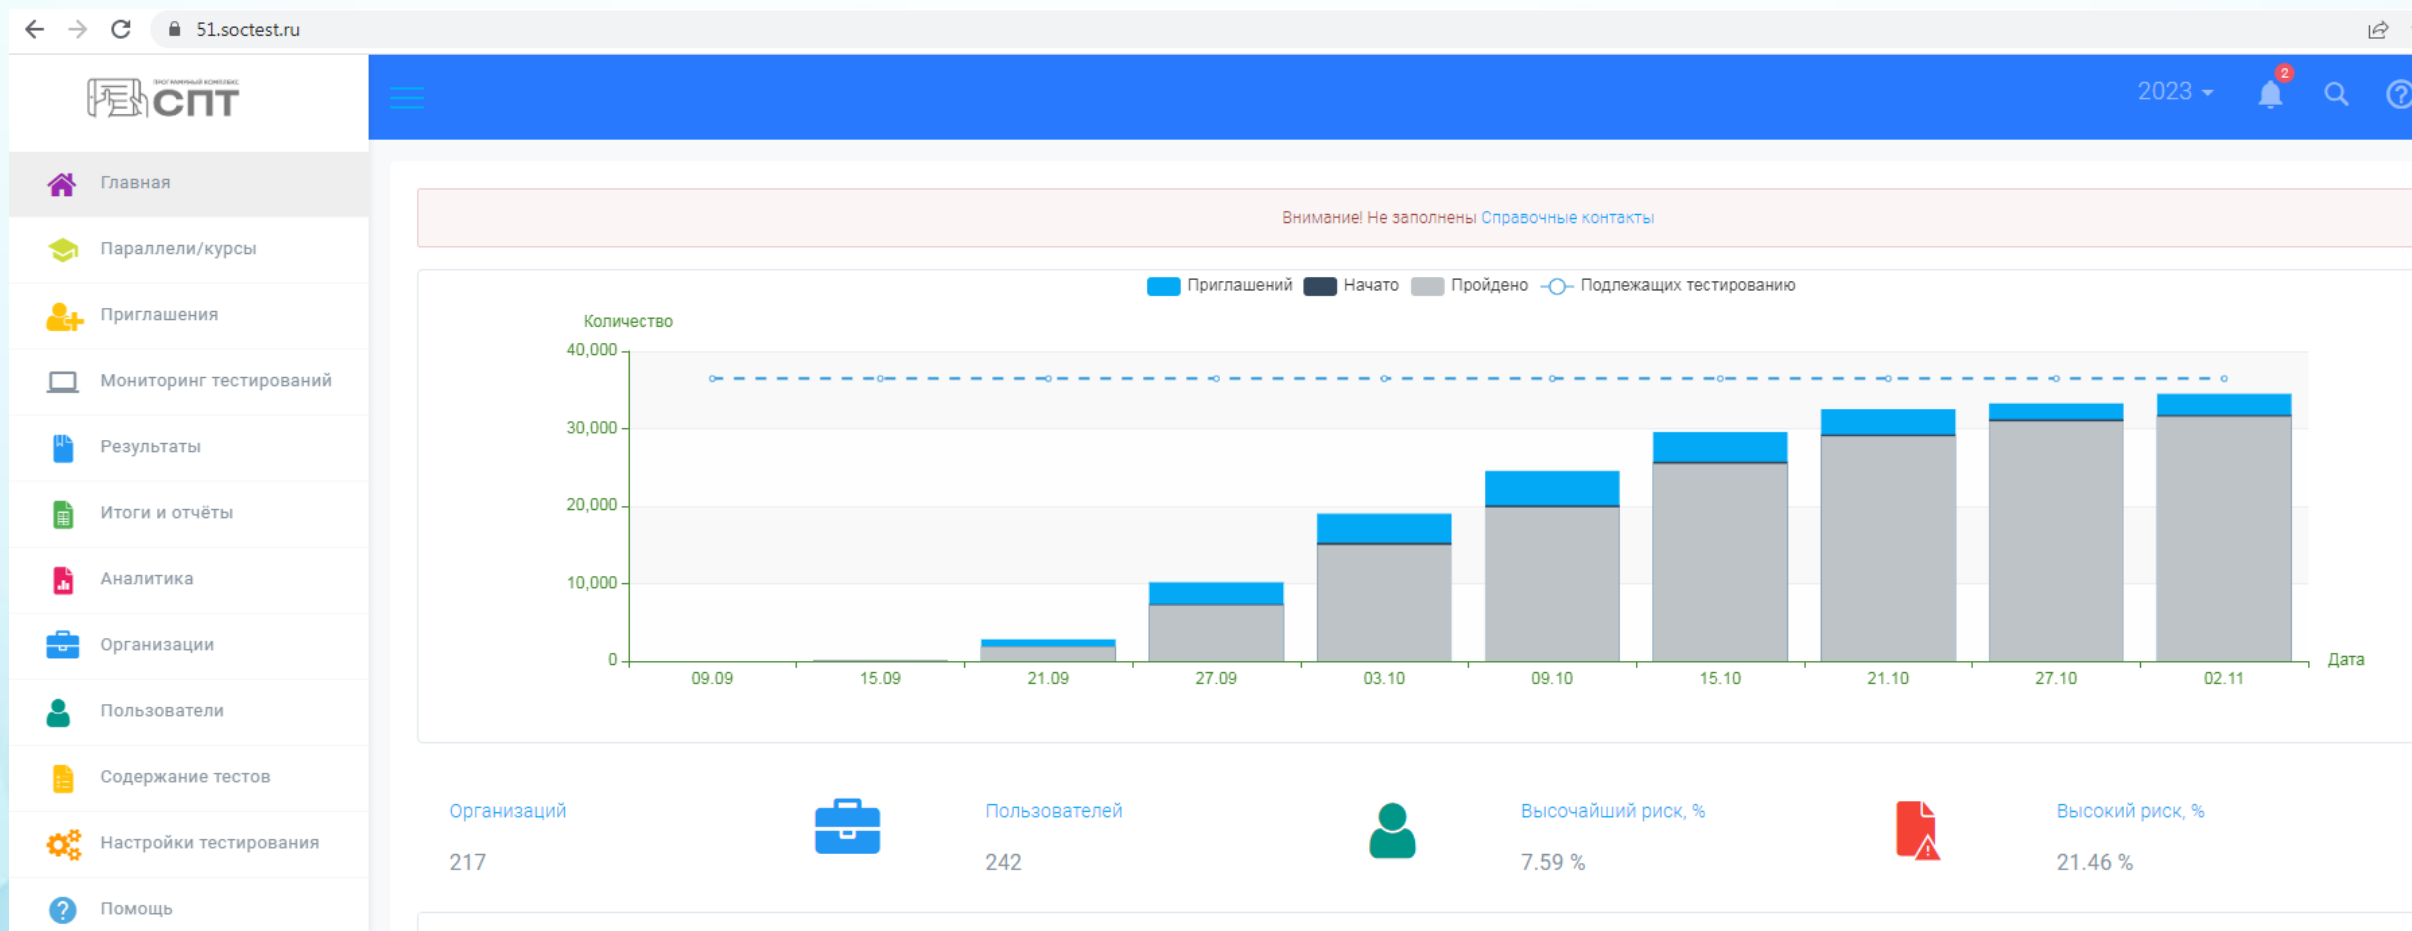 51.soctest.ru
ПРОГРАММНЫЙ КОМПЛЕКС
СПТ
2023
2
Главная
Параллели/курсы
Приглашения
Мониторинг тестирований
Результаты
Итоги и отчёты
Аналитика
Организации
Пользователи
Содержание тестов
Настройки тестирования
Помощь
Внимание! Не заполнены Справочные контакты
Приглашений Начато Пройдено Подлежащих тестированию
Количество
40,000
30,000
20,000
10,000
0
09.09 15.09 21.09 27.09 03.10 09.10 15.10 21.10 27.10 02.11
Дата
Организаций
217
Пользователей
242
Высочайший риск, %
7.59 %
Высокий риск, %
21.46 %